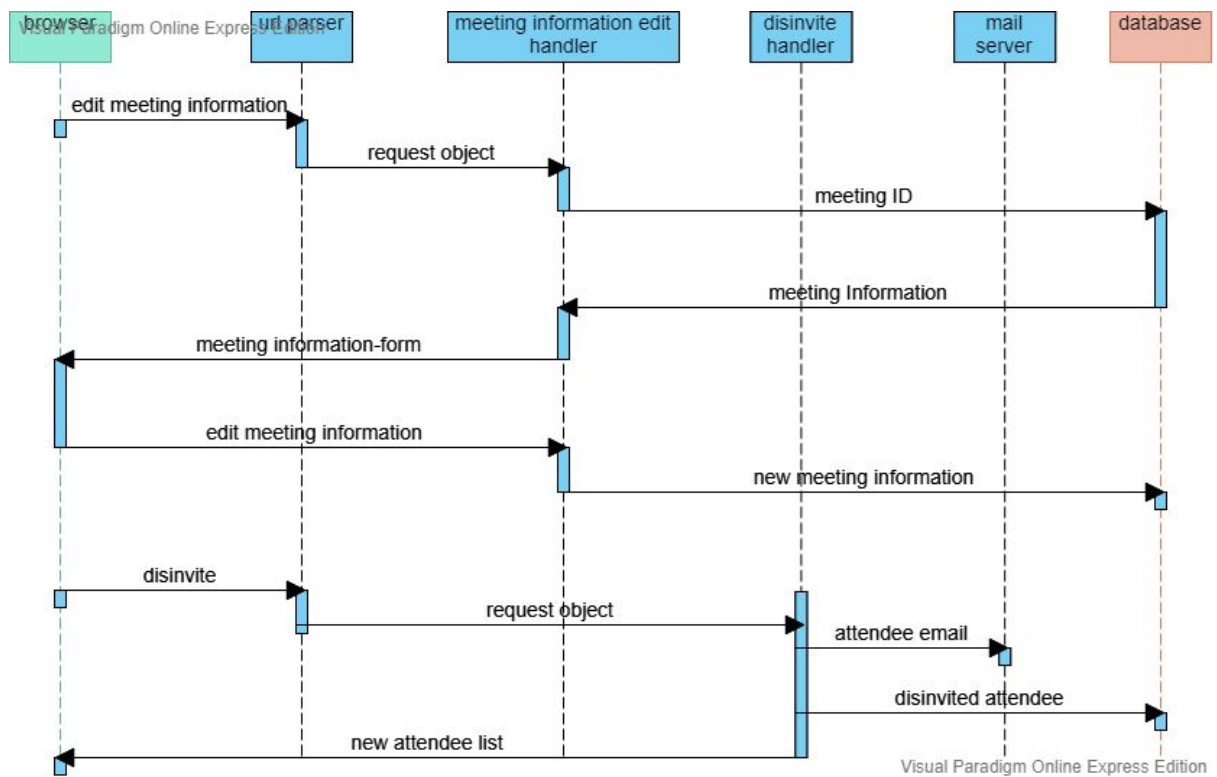 browser
Visual Paradigm Online Express Edition
url parser
meeting information edit
handler
disinvite
handler
mail
server
database
edit meeting information
request object
meeting ID
meeting Information
meeting information-form
edit meeting information
new meeting information
disinvite
request object
attendee email
disinvited attendee
new attendee list
Visual Paradigm Online Express Edition